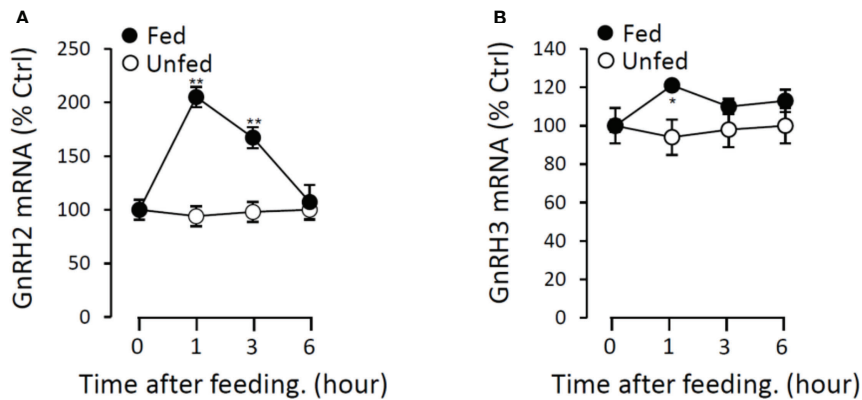 A
Fed
Unfed
GnRH2 mRNA (% Ctrl)
250
200
150
100
50
0
**
**
0 1 3 6
Time after feeding. (hour)
B
Fed
Unfed
GnRH3 mRNA (% Ctrl)
140
120
100
80
60
40
20
0
*
0 1 3 6
Time after feeding. (hour)